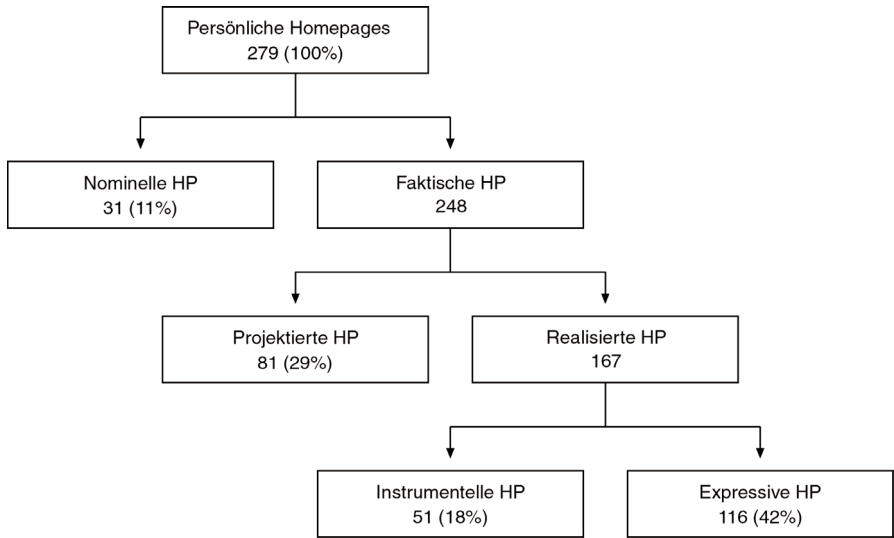 Persönliche Homepages
279 (100%)
Nominelle HP
31 (11%)
Faktische HP
248
Projektierte HP
81 (29%)
Realisierte HP
167
Instrumentelle HP
51 (18%)
Expressive HP
116 (42%)